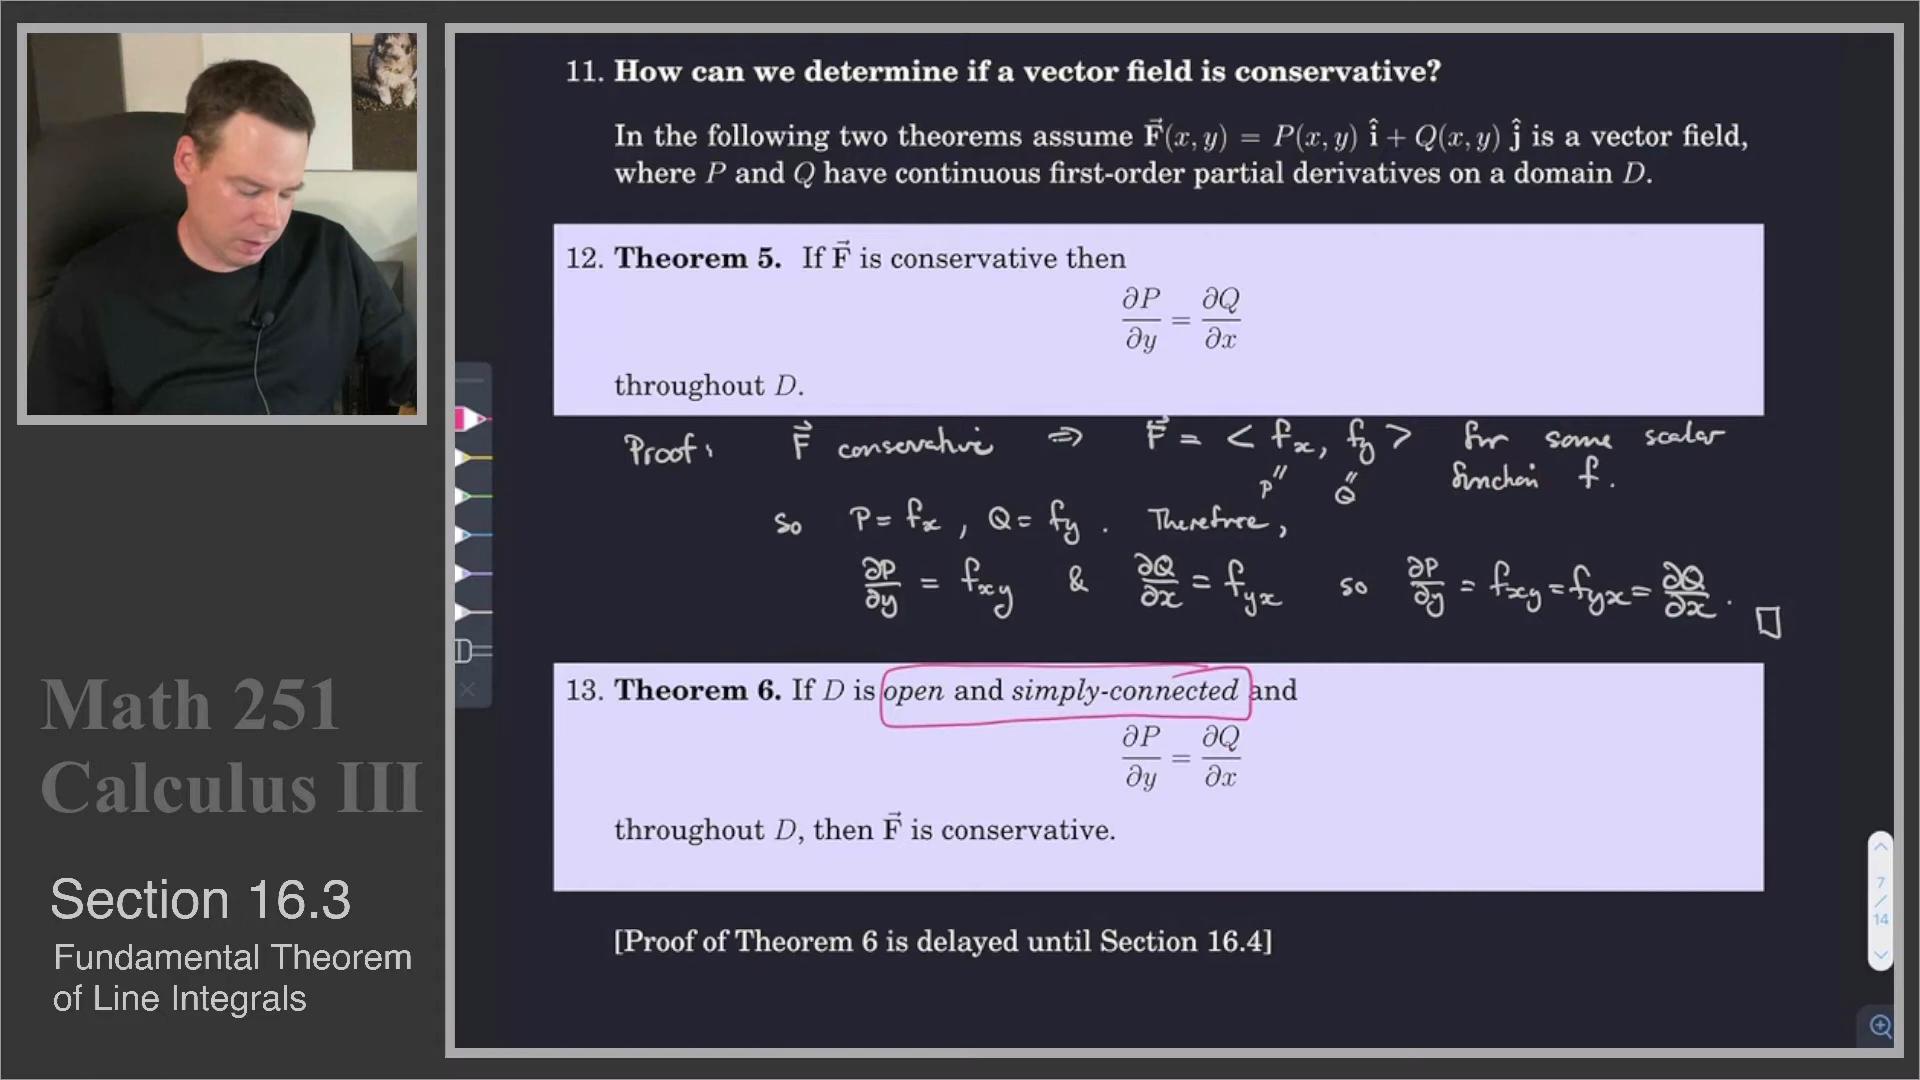 11. How can we determine if a vector field is conservative?
In the following two theorems assume F⃗(x, y) = P(x, y) î + Q(x, y) ĵ is a vector field,
where P and Q have continuous first-order partial derivatives on a domain D.
12. Theorem 5. If F⃗ is conservative then
∂P/∂y = ∂Q/∂x
throughout D.
Proof: F⃗ conservative ⇒ F⃗ = < fx, fy > for some scalar
P Q function f.
So P = fx , Q = fy . Therefore,
∂P/∂y = fxy & ∂Q/∂x = fyx so ∂P/∂y = fxy = fyx = ∂Q/∂x . □
13. Theorem 6. If D is open and simply-connected and
∂P/∂y = ∂Q/∂x
throughout D, then F⃗ is conservative.
[Proof of Theorem 6 is delayed until Section 16.4]
Math 251
Calculus III
Section 16.3
Fundamental Theorem
of Line Integrals
7
/
14